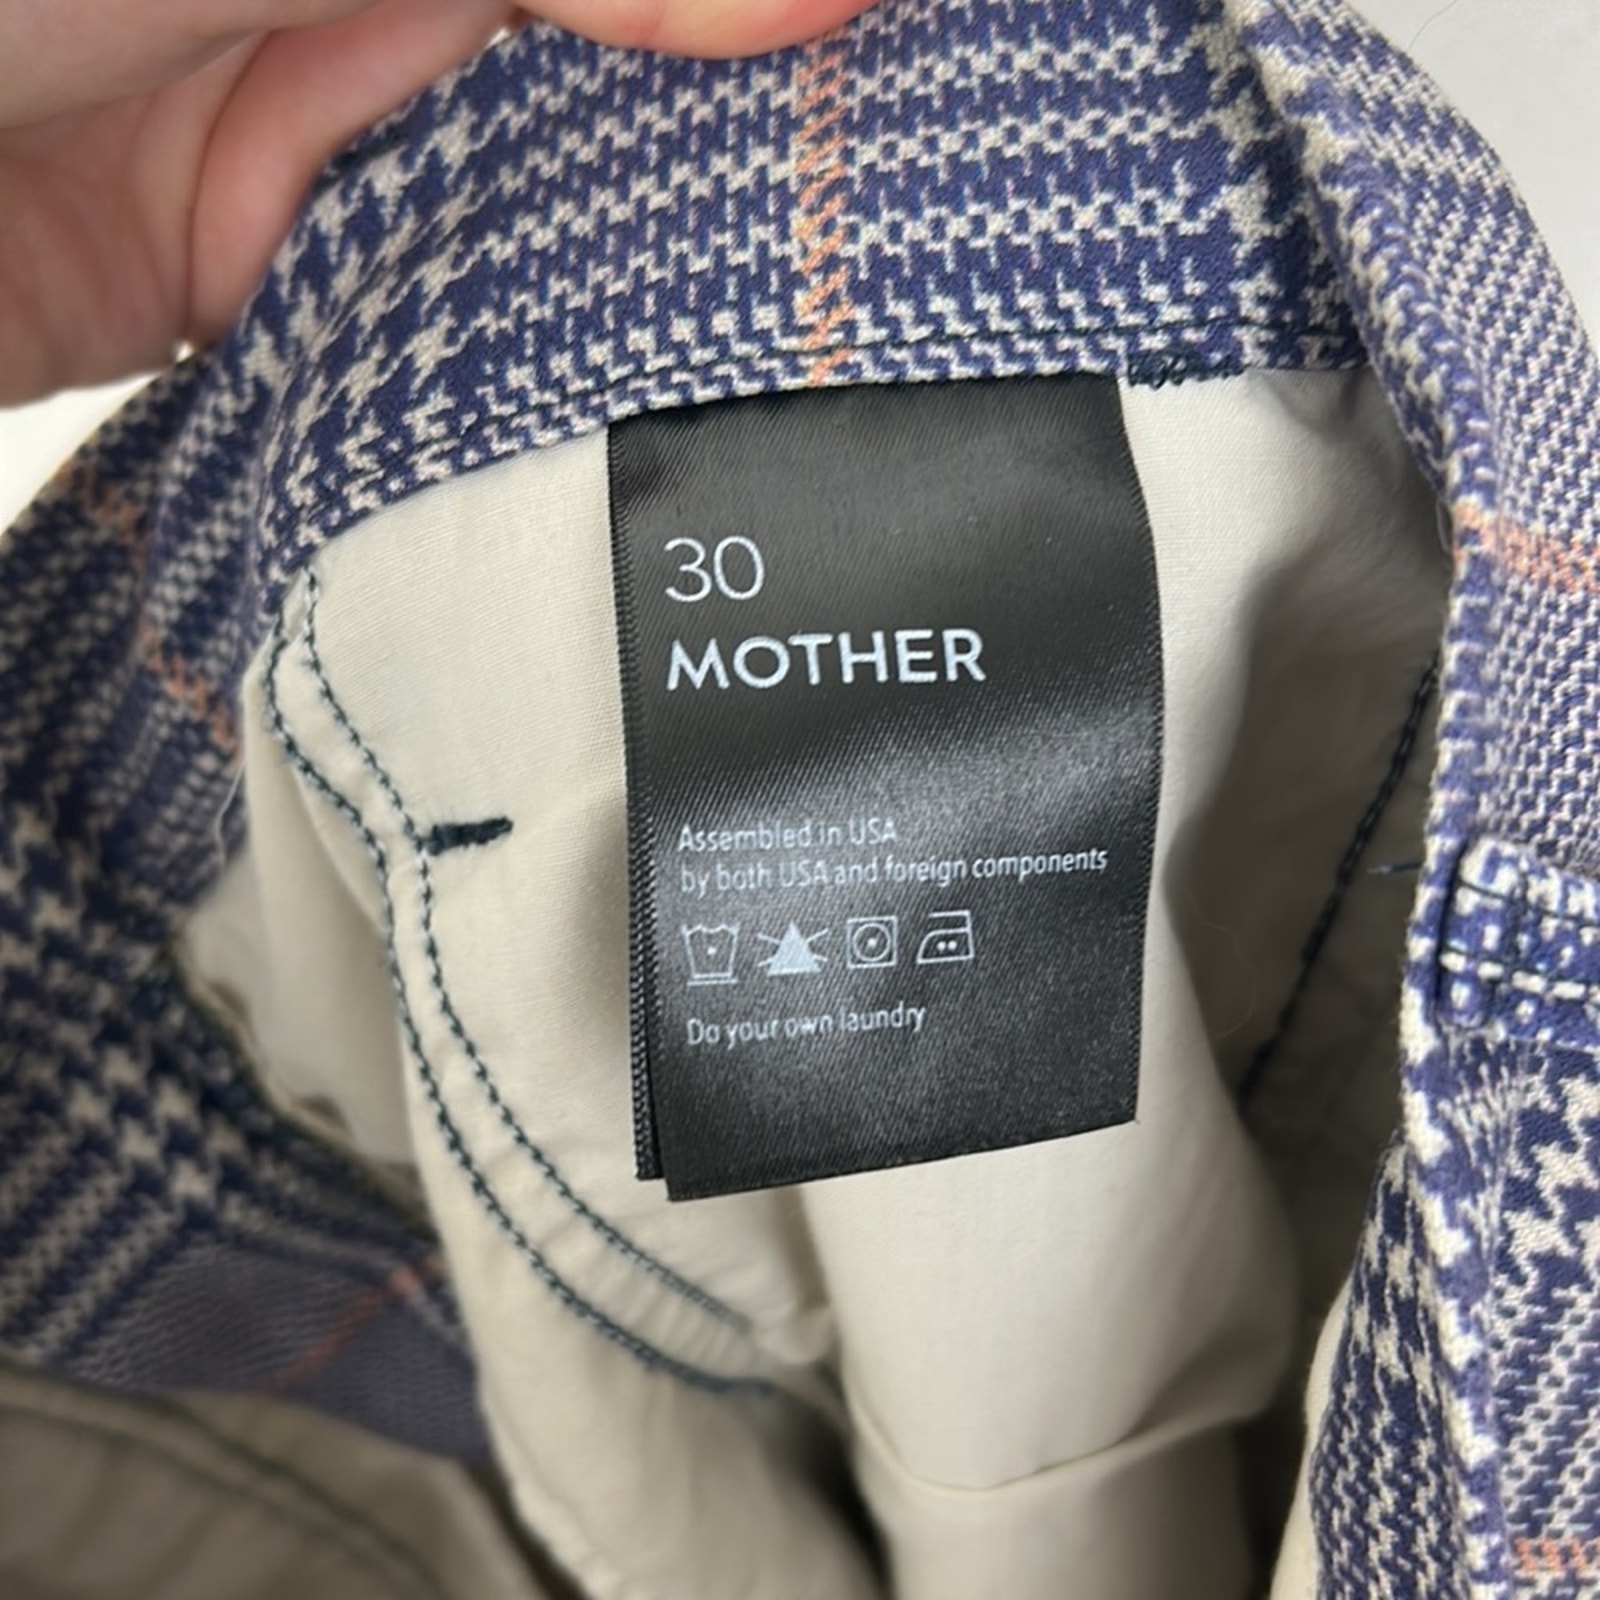 30
MOTHER
Assembled in USA
by both USA and foreign components
Do your own laundry